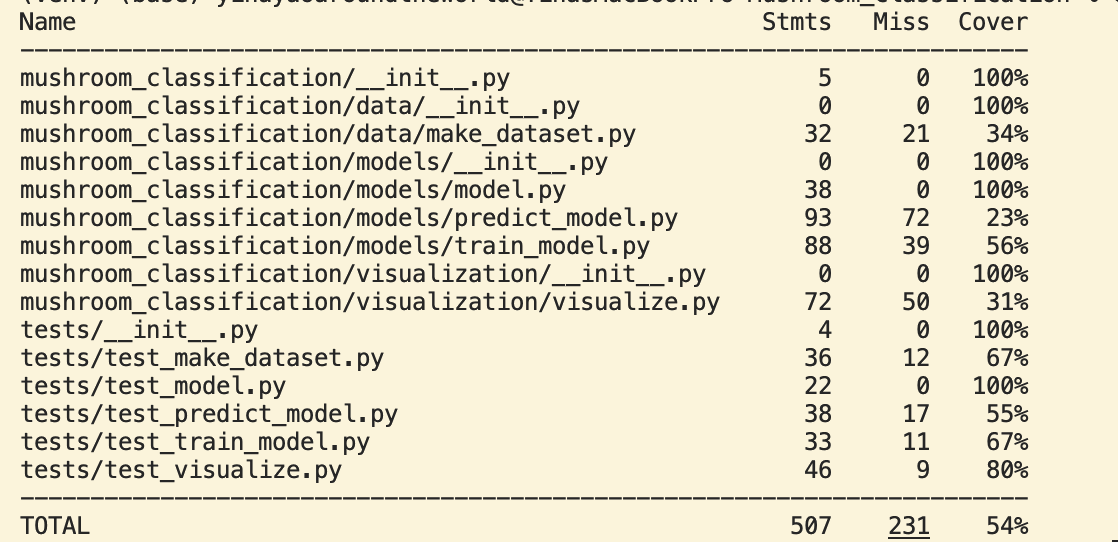 Name Stmts Miss Cover
mushroom_classification/__init__.py 5 0 100%
mushroom_classification/data/__init__.py 0 0 100%
mushroom_classification/data/make_dataset.py 32 21 34%
mushroom_classification/models/__init__.py 0 0 100%
mushroom_classification/models/model.py 38 0 100%
mushroom_classification/models/predict_model.py 93 72 23%
mushroom_classification/models/train_model.py 88 39 56%
mushroom_classification/visualization/__init__.py 0 0 100%
mushroom_classification/visualization/visualize.py 72 50 31%
tests/__init__.py 4 0 100%
tests/test_make_dataset.py 36 12 67%
tests/test_model.py 22 0 100%
tests/test_predict_model.py 38 17 55%
tests/test_train_model.py 33 11 67%
tests/test_visualize.py 46 9 80%
TOTAL 507 231 54%